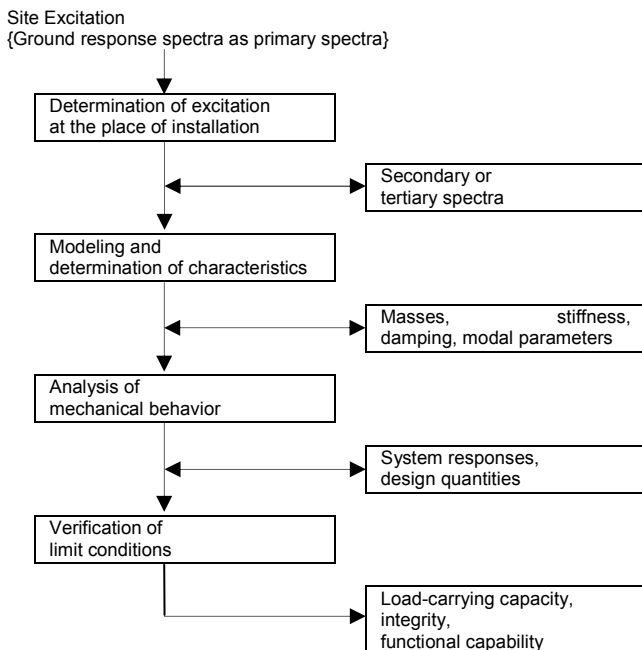 Site Excitation
{Ground response spectra as primary spectra}
Determination of excitation
at the place of installation
Secondary or
tertiary spectra
Modeling and
determination of characteristics
Masses, stiffness,
damping, modal parameters
Analysis of
mechanical behavior
System responses,
design quantities
Verification of
limit conditions
Load-carrying capacity,
integrity,
functional capability